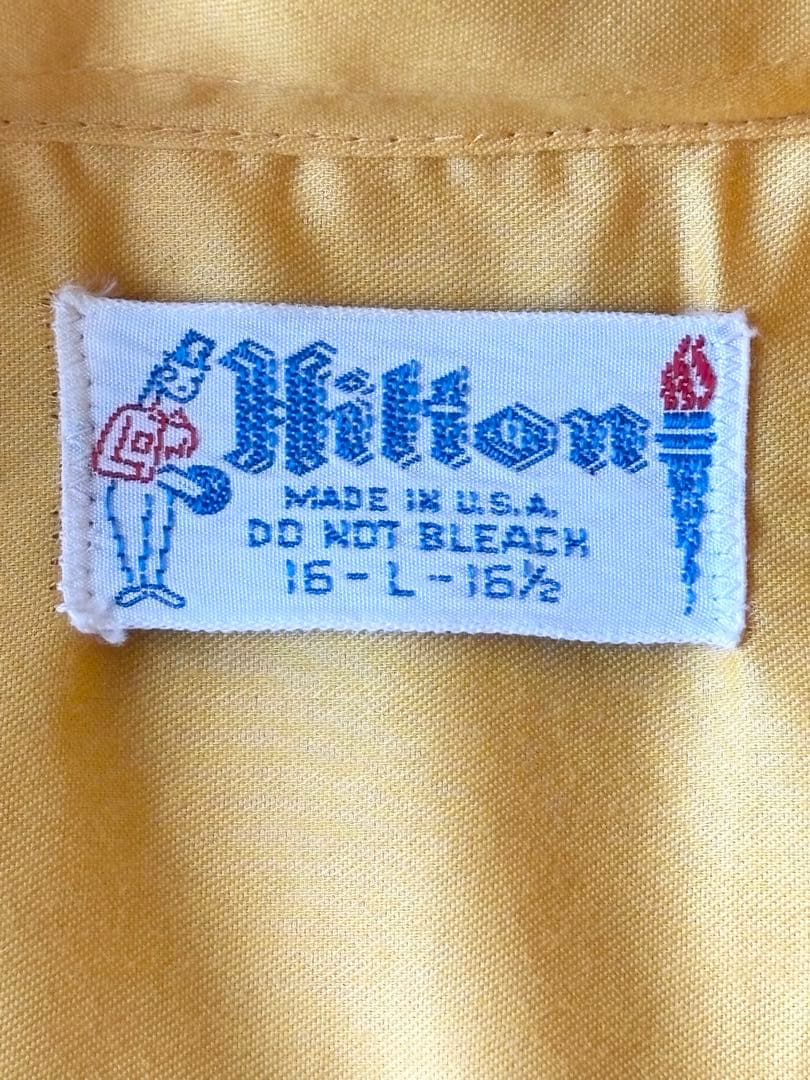 Hilton
MADE IN U.S.A.
DO NOT BLEACH
16 - L - 16½